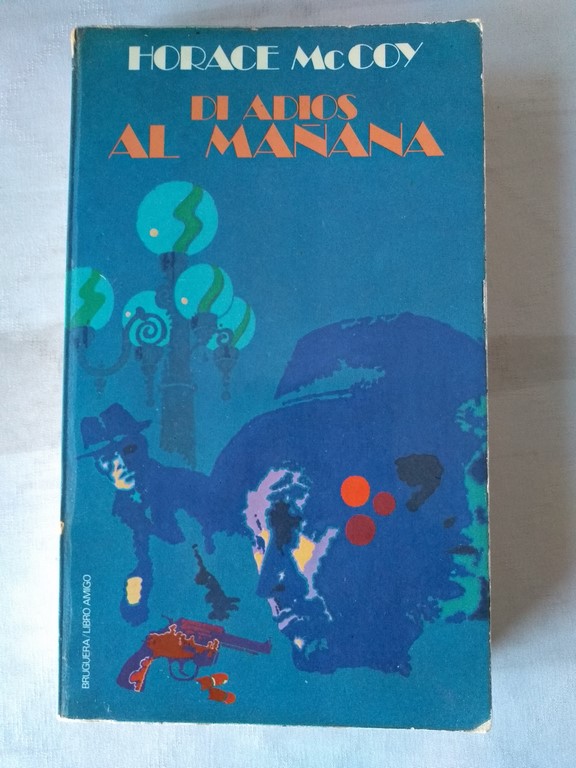 HORACE McCOY
DI ADIOS
AL MAÑANA
BRUGUERA/LIBRO AMIGO